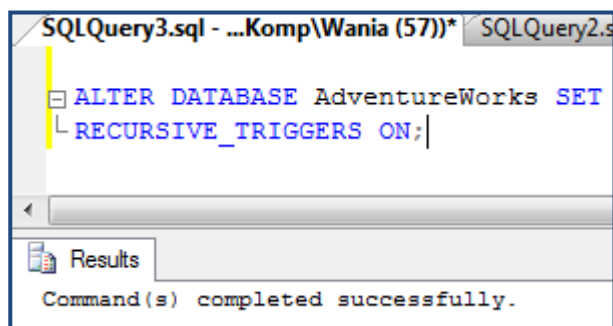 SQLQuery3.sql - ...Komp\Wania (57))* SQLQuery2.s
ALTER DATABASE AdventureWorks SET
RECURSIVE_TRIGGERS ON;
Results
Command(s) completed successfully.